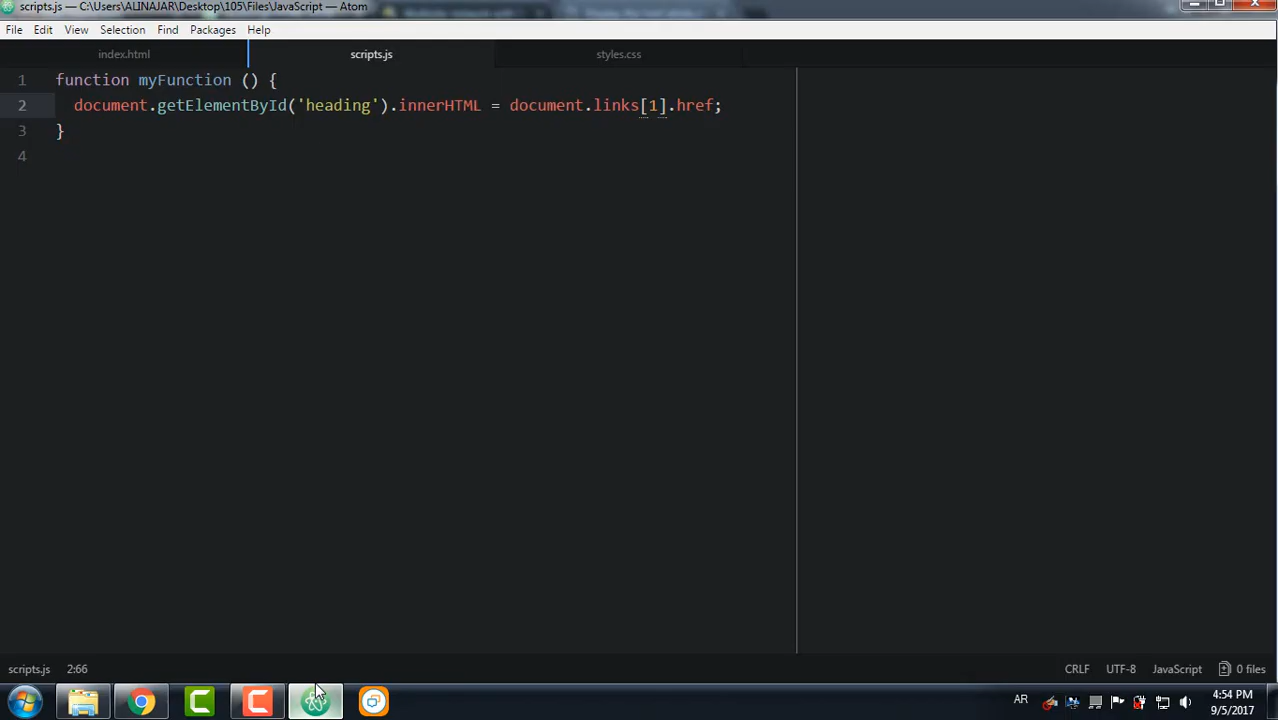 scripts.js — C:\Users\ALINAJAR\Desktop\105\Files\JavaScript — Atom
File Edit View Selection Find Packages Help
index.html scripts.js styles.css
1 function myFunction () {
2 document.getElementById('heading').innerHTML = document.links[1].href;
3 }
4
scripts.js 2:66 CRLF UTF-8 JavaScript 0 files
AR 4:54 PM
9/5/2017